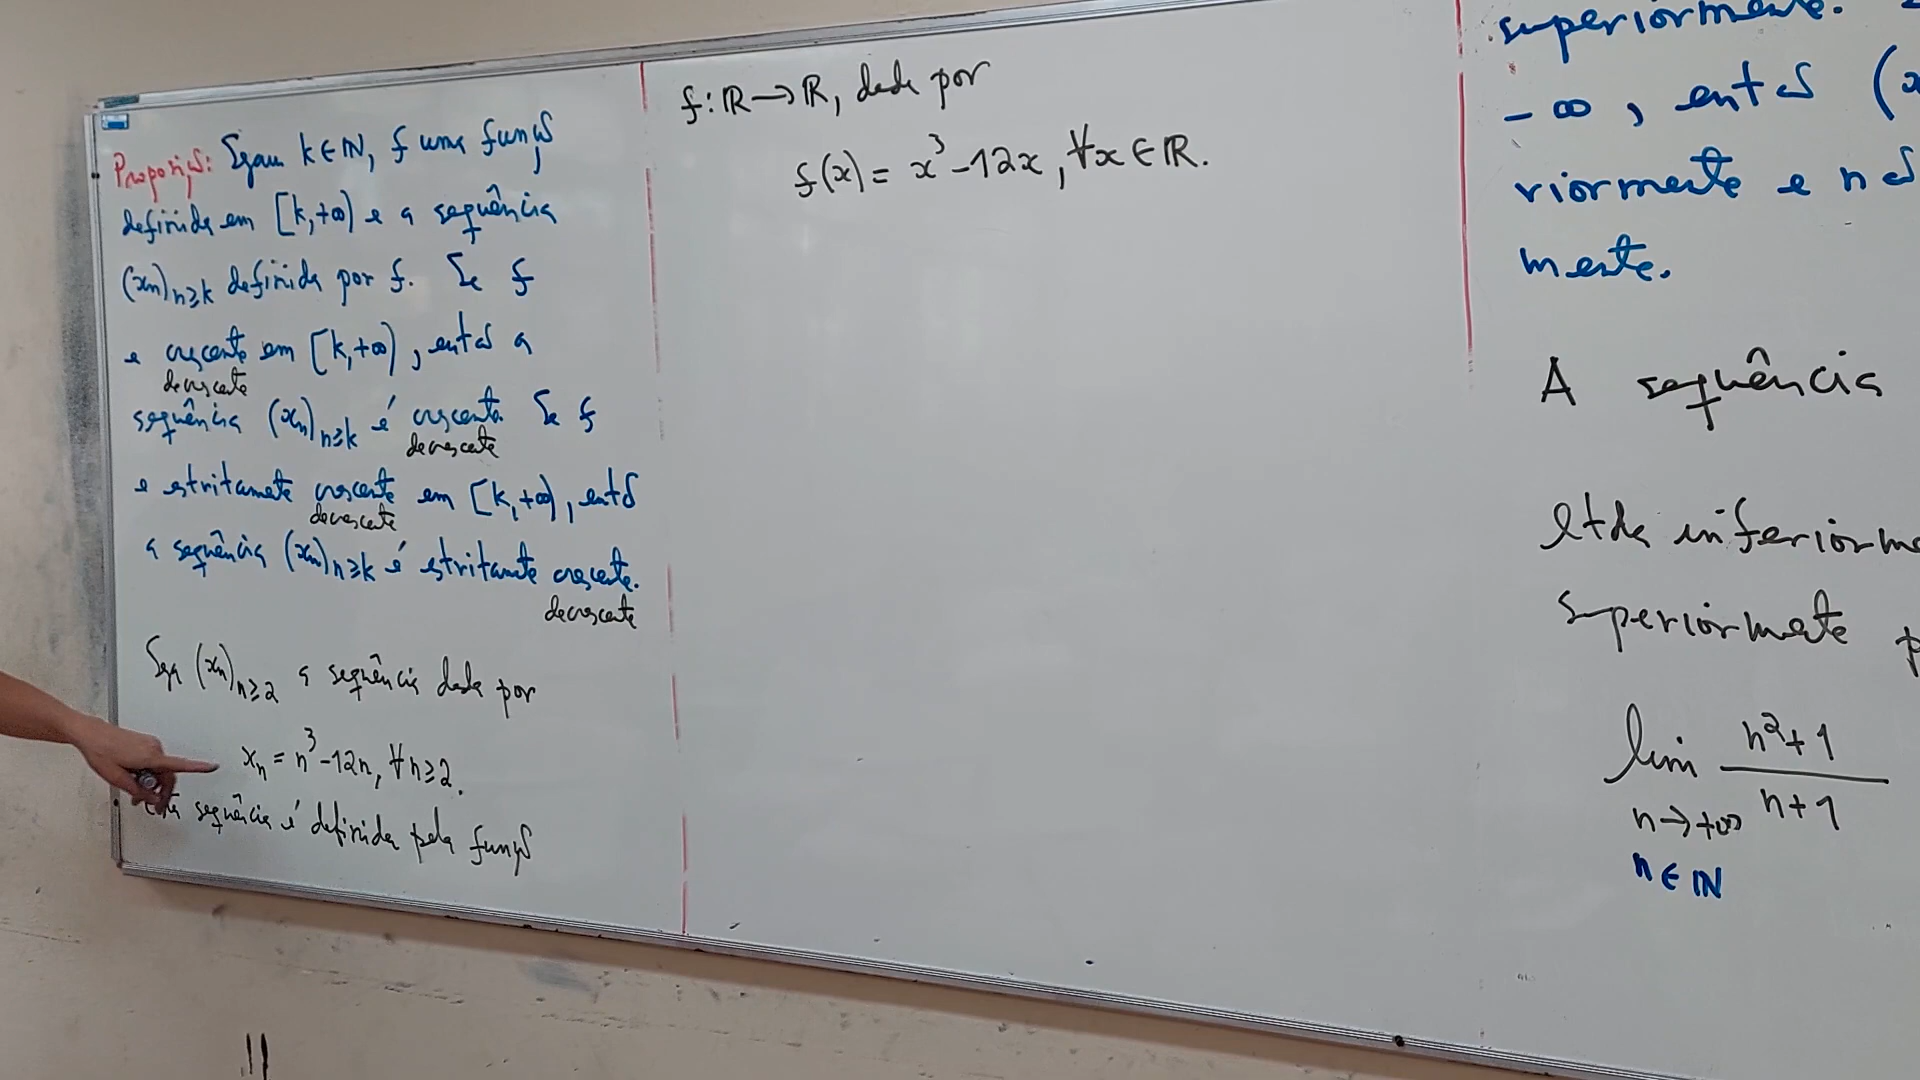 Proposição: Sejam k ∈ ℕ, f uma função
definida em [k, +∞) e a sequência
(xn)n≥k definida por f. Se f
é crescente em [k, +∞), então a
decrescente
sequência (xn)n≥k é crescente. Se f
decrescente
é estritamente crescente em [k, +∞), então
decrescente
a sequência (xn)n≥k é estritamente crescente.
decrescente
Seja (xn)n≥2 a sequência dada por
xn = n³ - 12n, ∀n ≥ 2.
Esta sequência é definida pela função
f: ℝ → ℝ, dada por
f(x) = x³ - 12x, ∀x ∈ ℝ.
superiormente.
-∞, então (x
riormente e não
mente.
A sequência
ltda inferiorme
superiormente p
lim n²+1
n+1
n → +∞
n ∈ ℕ